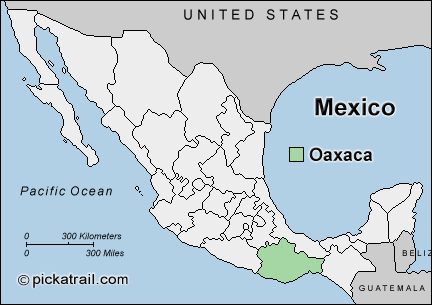 UNITED STATES
Mexico
Oaxaca
Pacific Ocean
0 300 Kilometers
0 300 Miles
BELIZ
GUATEMALA
© pickatrail.com